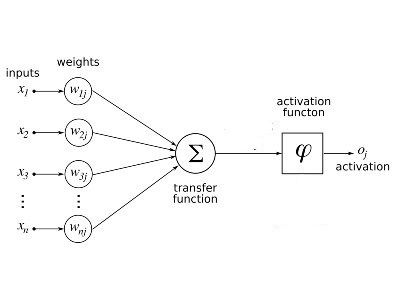 weights
inputs
x1 w1j
x2 w2j
x3 w3j
⋮ ⋮
xn wnj
Σ
transfer
function
activation
functon
φ
oj
activation